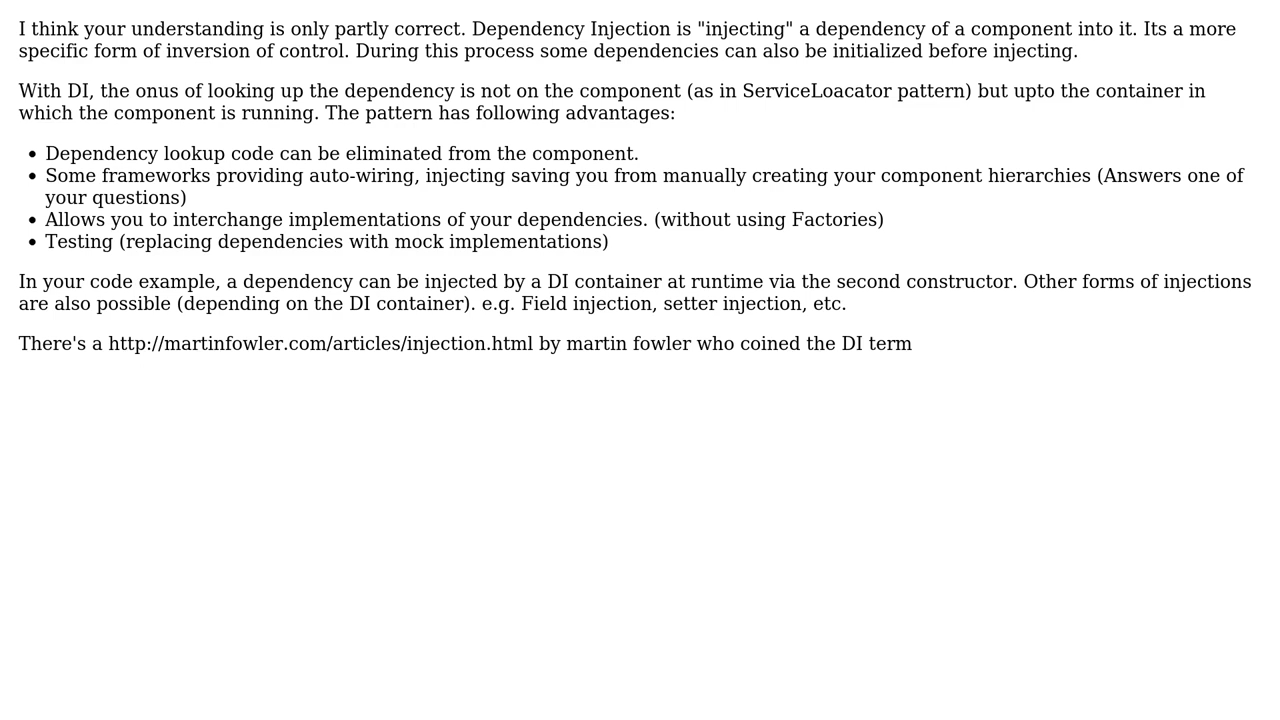 I think your understanding is only partly correct. Dependency Injection is "injecting" a dependency of a component into it. Its a more
specific form of inversion of control. During this process some dependencies can also be initialized before injecting.
With DI, the onus of looking up the dependency is not on the component (as in ServiceLoacator pattern) but upto the container in
which the component is running. The pattern has following advantages:
• Dependency lookup code can be eliminated from the component.
• Some frameworks providing auto-wiring, injecting saving you from manually creating your component hierarchies (Answers one of
your questions)
• Allows you to interchange implementations of your dependencies. (without using Factories)
• Testing (replacing dependencies with mock implementations)
In your code example, a dependency can be injected by a DI container at runtime via the second constructor. Other forms of injections
are also possible (depending on the DI container). e.g. Field injection, setter injection, etc.
There's a http://martinfowler.com/articles/injection.html by martin fowler who coined the DI term